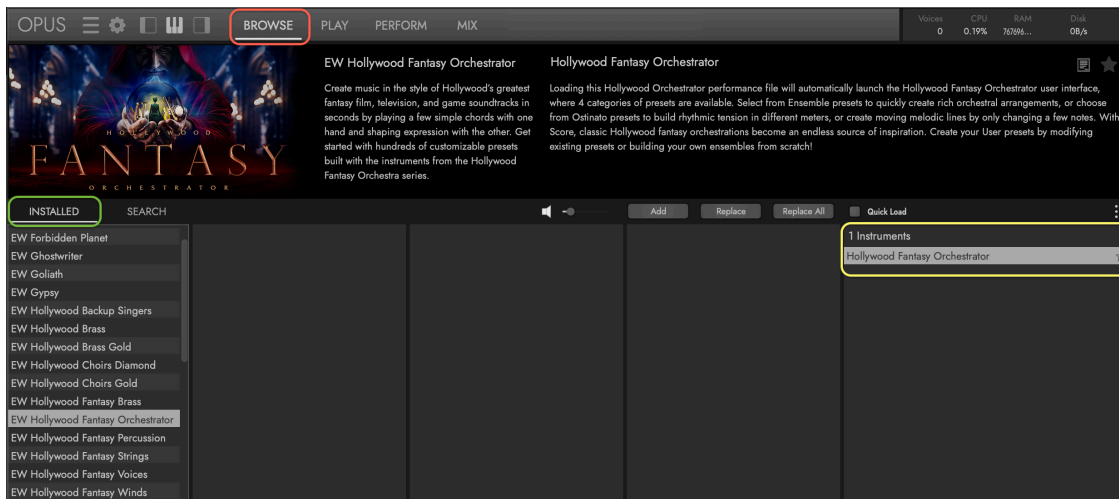 OPUS BROWSE PLAY PERFORM MIX
Voices CPU RAM Disk
0 0.19% 767696... 0B/s
HOLLYWOOD
FANTASY
ORCHESTRATOR
EW Hollywood Fantasy Orchestrator
Create music in the style of Hollywood's greatest
fantasy film, television, and game soundtracks in
seconds by playing a few simple chords with one
hand and shaping expression with the other. Get
started with hundreds of customizable presets
built with the instruments from the Hollywood
Fantasy Orchestra series.
Hollywood Fantasy Orchestrator
Loading this Hollywood Orchestrator performance file will automatically launch the Hollywood Fantasy Orchestrator user interface,
where 4 categories of presets are available. Select from Ensemble presets to quickly create rich orchestral arrangements, or choose
from Ostinato presets to build rhythmic tension in different meters, or create moving melodic lines by only changing a few notes. With
Score, classic Hollywood fantasy orchestrations become an endless source of inspiration. Create your User presets by modifying
existing presets or building your own ensembles from scratch!
INSTALLED SEARCH Add Replace Replace All Quick Load
EW Forbidden Planet
EW Ghostwriter
EW Goliath
EW Gypsy
EW Hollywood Backup Singers
EW Hollywood Brass
EW Hollywood Brass Gold
EW Hollywood Choirs Diamond
EW Hollywood Choirs Gold
EW Hollywood Fantasy Brass
EW Hollywood Fantasy Orchestrator
EW Hollywood Fantasy Percussion
EW Hollywood Fantasy Strings
EW Hollywood Fantasy Voices
EW Hollywood Fantasy Winds
1 Instruments
Hollywood Fantasy Orchestrator